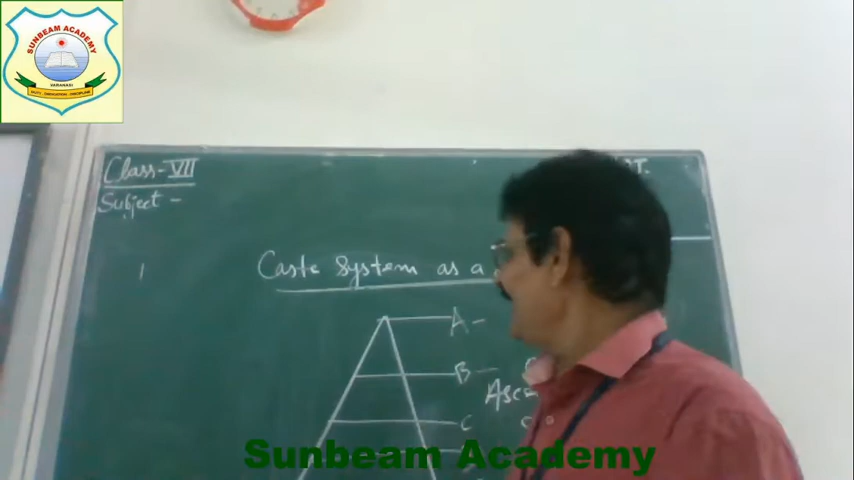 SUNBEAM ACADEMY
VARANASI
Class-VII
Subject -
Caste System as a
A -
B -
Asc
C
Sunbeam Academy